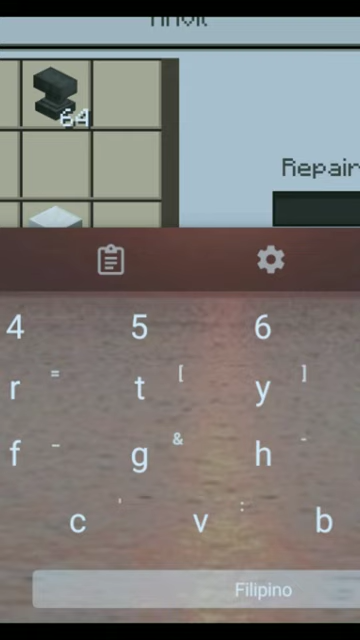 Anvil
64
Repair
4 5 6
r = t [ y ]
f - g & h -
c ' v : b
Filipino